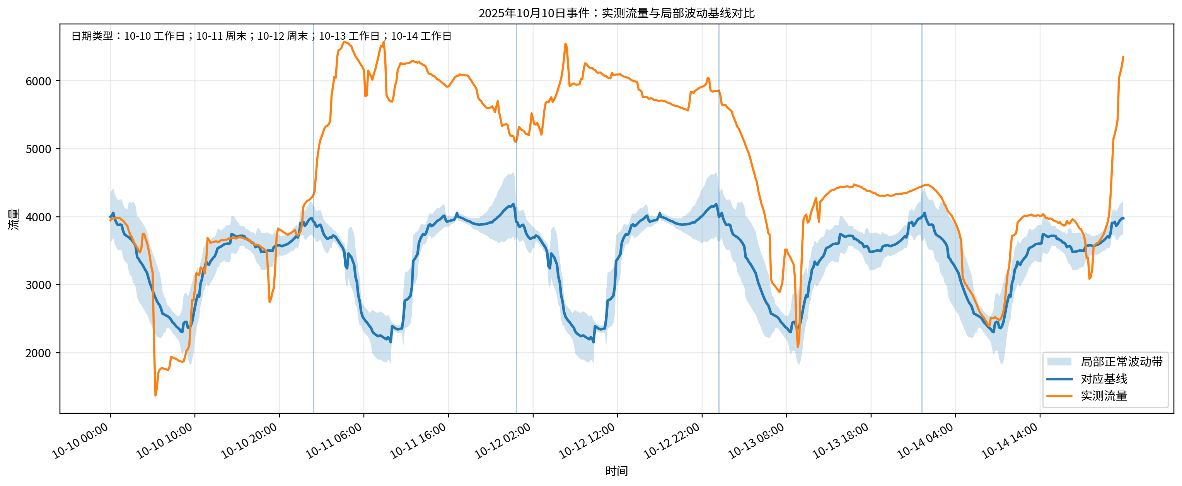 2025年10月10日事件：实测流量与局部波动基线对比
日期类型：10-10 工作日；10-11 周末；10-12 周末；10-13 工作日；10-14 工作日
流量
6000
5000
4000
3000
2000
局部正常波动带
对应基线
实测流量
10-10 00:00
10-10 10:00
10-10 20:00
10-11 06:00
10-11 16:00
10-12 02:00
10-12 12:00
10-12 22:00
10-13 08:00
10-13 18:00
10-14 04:00
10-14 14:00
时间